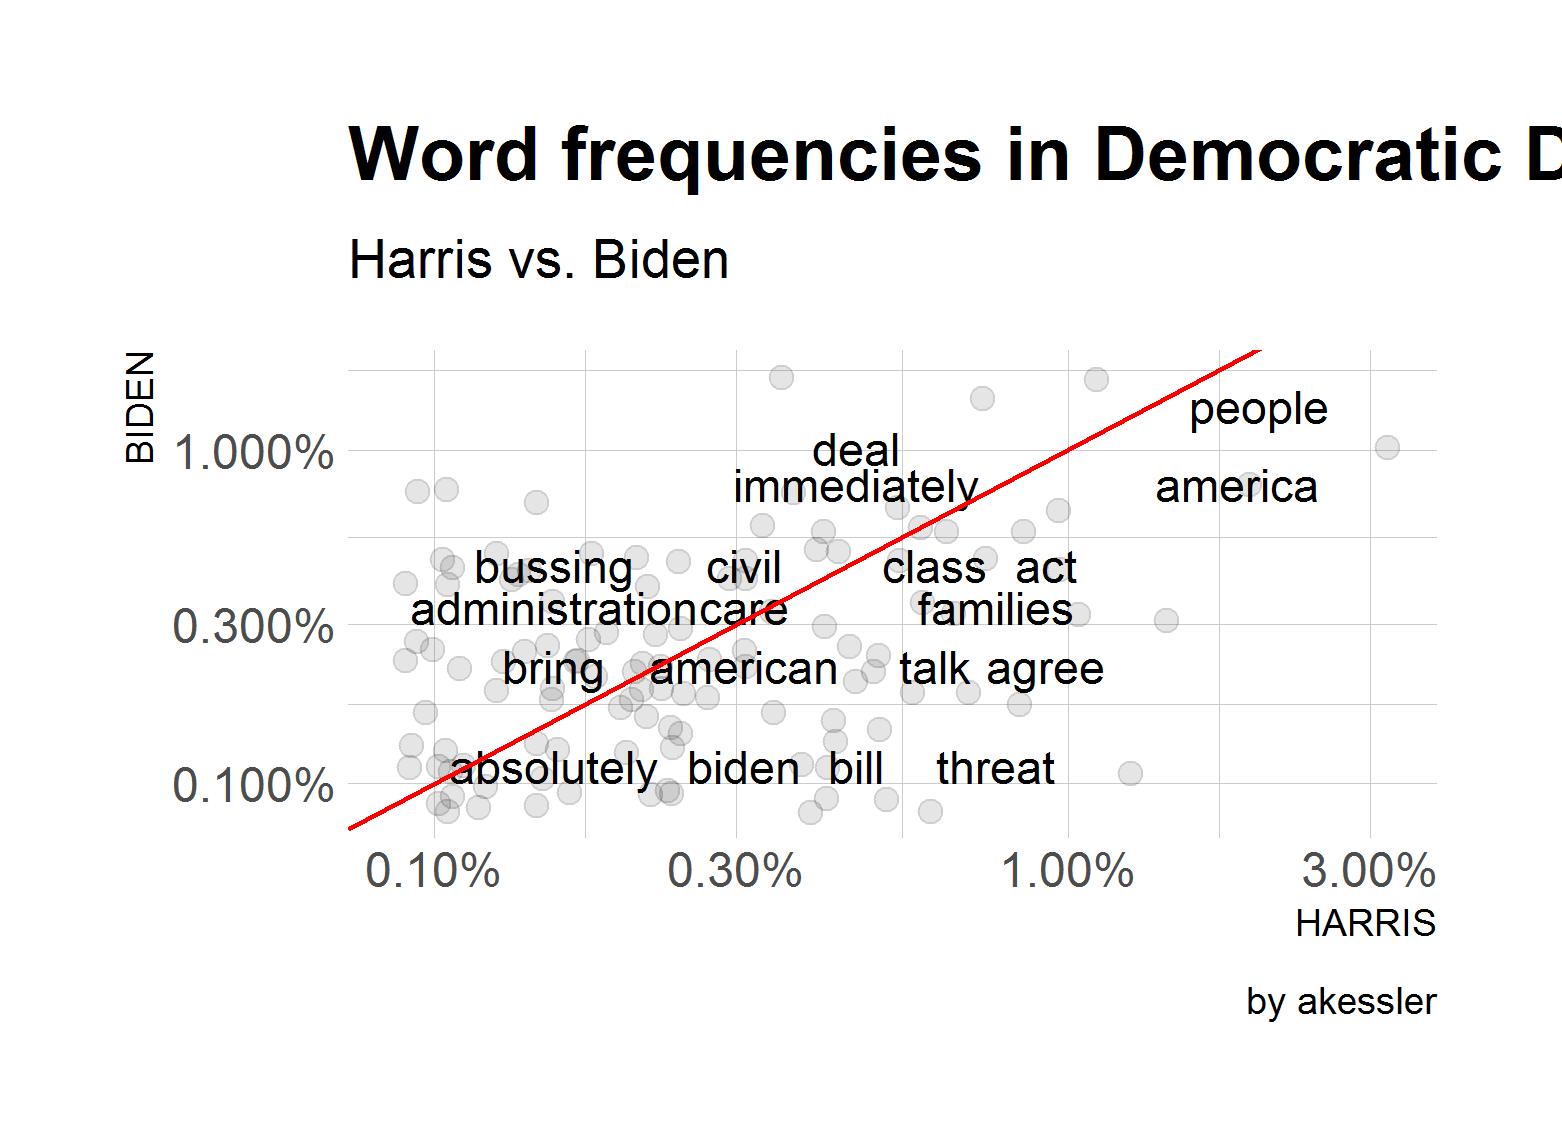 Word frequencies in Democratic D
Harris vs. Biden
BIDEN
people
1.000%
deal
immediately
america
bussing civil class act
0.300%
administration care families
bring american talk agree
0.100%
absolutely biden bill threat
0.10% 0.30% 1.00% 3.00%
HARRIS
by akessler